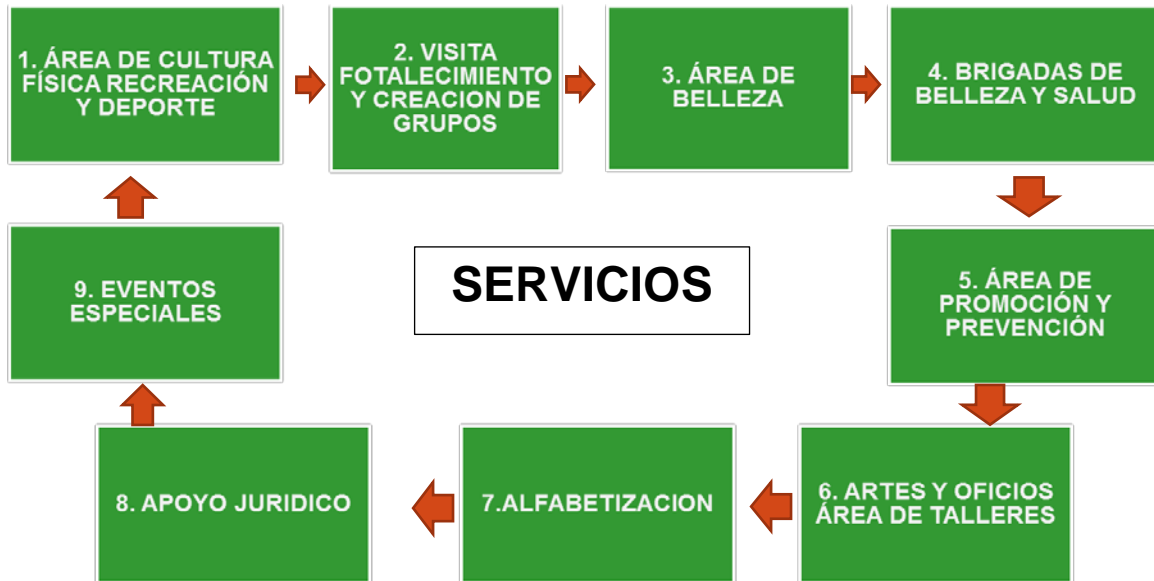 1. ÁREA DE CULTURA
FÍSICA RECREACIÓN
Y DEPORTE
2. VISITA
FOTALECIMIENTO
Y CREACION DE
GRUPOS
3. ÁREA DE
BELLEZA
4. BRIGADAS DE
BELLEZA Y SALUD
SERVICIOS
5. ÁREA DE
PROMOCIÓN Y
PREVENCIÓN
6. ARTES Y OFICIOS
ÁREA DE TALLERES
7.ALFABETIZACION
8. APOYO JURIDICO
9. EVENTOS
ESPECIALES